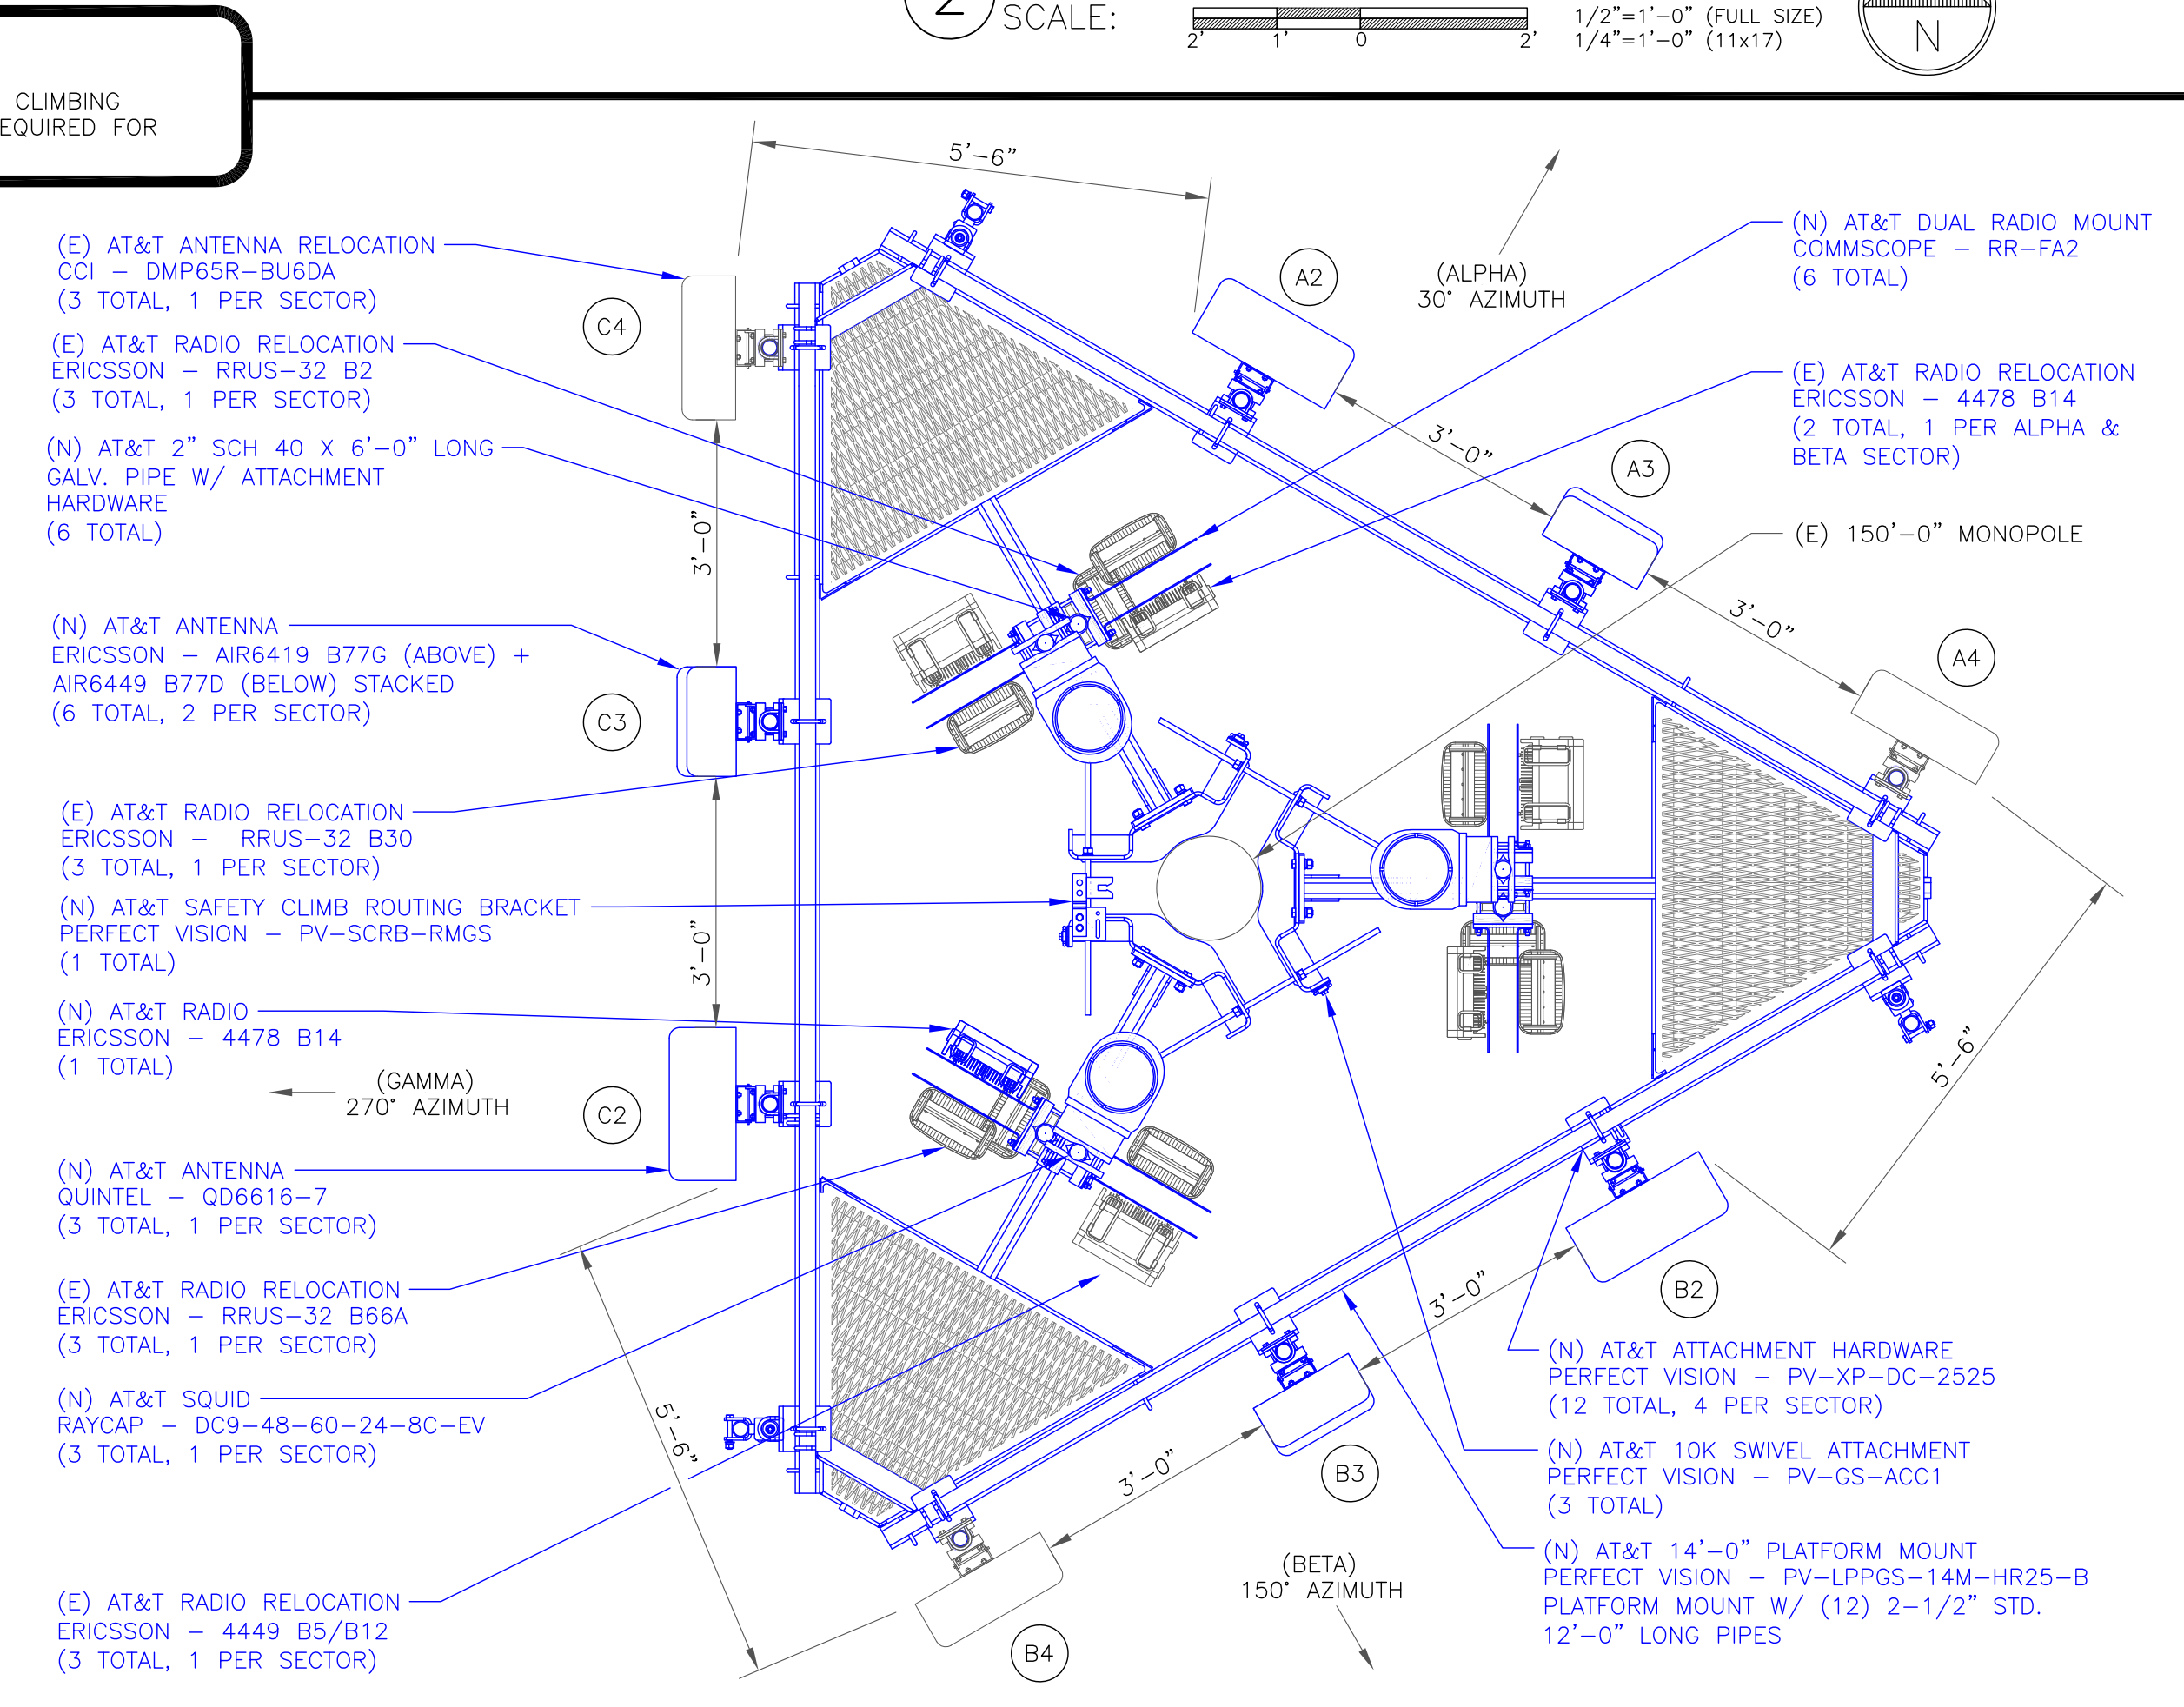 2
SCALE:
2' 1' 0 2'
1/2"=1'-0" (FULL SIZE)
1/4"=1'-0" (11x17)
N
CLIMBING
EQUIRED FOR
5'-6"
(ALPHA)
30° AZIMUTH
A2
A3
A4
3'-0"
3'-0"
5'-6"
(E) AT&T ANTENNA RELOCATION
CCI - DMP65R-BU6DA
(3 TOTAL, 1 PER SECTOR)
(E) AT&T RADIO RELOCATION
ERICSSON - RRUS-32 B2
(3 TOTAL, 1 PER SECTOR)
(N) AT&T 2" SCH 40 X 6'-0" LONG
GALV. PIPE W/ ATTACHMENT
HARDWARE
(6 TOTAL)
(N) AT&T ANTENNA
ERICSSON - AIR6419 B77G (ABOVE) +
AIR6449 B77D (BELOW) STACKED
(6 TOTAL, 2 PER SECTOR)
(E) AT&T RADIO RELOCATION
ERICSSON - RRUS-32 B30
(3 TOTAL, 1 PER SECTOR)
(N) AT&T SAFETY CLIMB ROUTING BRACKET
PERFECT VISION - PV-SCRB-RMGS
(1 TOTAL)
(N) AT&T RADIO
ERICSSON - 4478 B14
(1 TOTAL)
(GAMMA)
270° AZIMUTH
(N) AT&T ANTENNA
QUINTEL - QD6616-7
(3 TOTAL, 1 PER SECTOR)
(E) AT&T RADIO RELOCATION
ERICSSON - RRUS-32 B66A
(3 TOTAL, 1 PER SECTOR)
(N) AT&T SQUID
RAYCAP - DC9-48-60-24-8C-EV
(3 TOTAL, 1 PER SECTOR)
(E) AT&T RADIO RELOCATION
ERICSSON - 4449 B5/B12
(3 TOTAL, 1 PER SECTOR)
C4
3'-0"
C3
3'-0"
C2
5'-6"
(N) AT&T DUAL RADIO MOUNT
COMMSCOPE - RR-FA2
(6 TOTAL)
(E) AT&T RADIO RELOCATION
ERICSSON - 4478 B14
(2 TOTAL, 1 PER ALPHA &
BETA SECTOR)
(E) 150'-0" MONOPOLE
B2
3'-0"
B3
3'-0"
B4
(BETA)
150° AZIMUTH
(N) AT&T ATTACHMENT HARDWARE
PERFECT VISION - PV-XP-DC-2525
(12 TOTAL, 4 PER SECTOR)
(N) AT&T 10K SWIVEL ATTACHMENT
PERFECT VISION - PV-GS-ACC1
(3 TOTAL)
(N) AT&T 14'-0" PLATFORM MOUNT
PERFECT VISION - PV-LPPGS-14M-HR25-B
PLATFORM MOUNT W/ (12) 2-1/2" STD.
12'-0" LONG PIPES